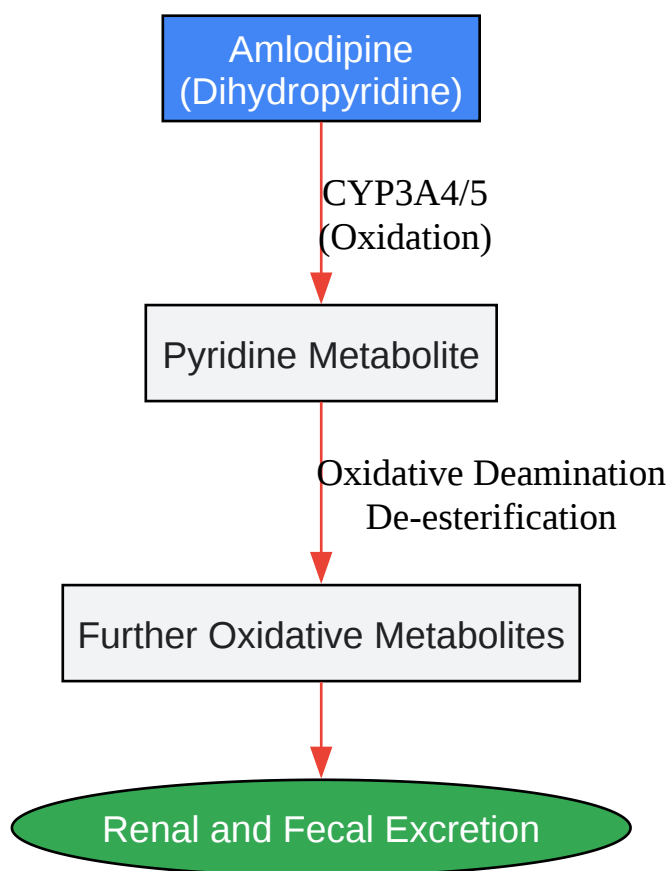 Amlodipine
(Dihydropyridine)
CYP3A4/5
(Oxidation)
Pyridine Metabolite
Oxidative Deamination
De-esterification
Further Oxidative Metabolites
Renal and Fecal Excretion